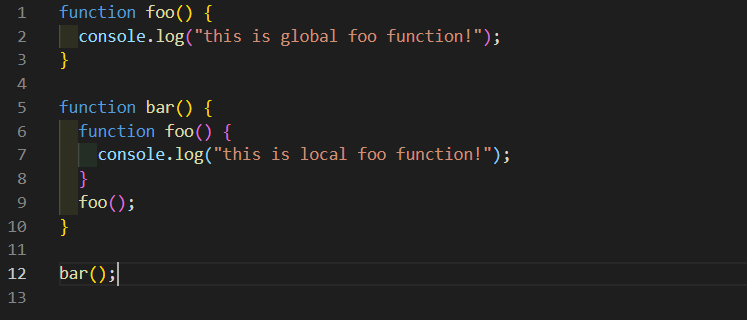 1 function foo() {
2   console.log("this is global foo function!");
3 }
4
5 function bar() {
6   function foo() {
7     console.log("this is local foo function!");
8   }
9   foo();
10 }
11
12 bar();
13